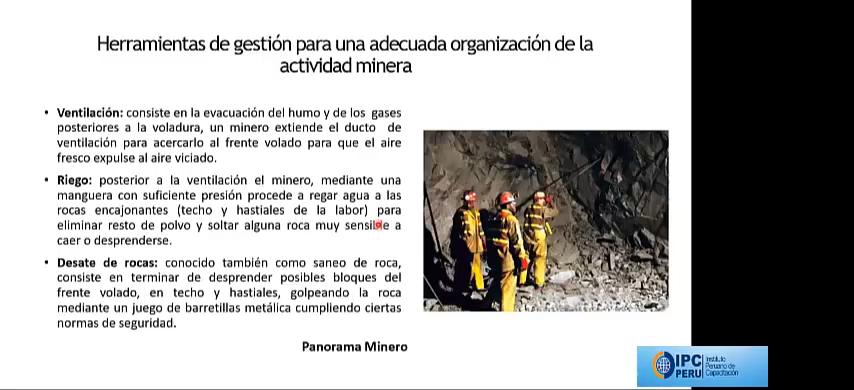 Herramientas de gestión para una adecuada organización de la
actividad minera
• Ventilación: consiste en la evacuación del humo y de los gases
posteriores a la voladura, un minero extiende el ducto de
ventilación para acercarlo al frente volado para que el aire
fresco expulse al aire viciado.
• Riego: posterior a la ventilación el minero, mediante una
manguera con suficiente presión procede a regar agua a las
rocas encajonantes (techo y hastiales de la labor) para
eliminar resto de polvo y soltar alguna roca muy sensible a
caer o desprenderse.
• Desate de rocas: conocido también como saneo de roca,
consiste en terminar de desprender posibles bloques del
frente volado, en techo y hastiales, golpeando la roca
mediante un juego de barretillas metálica cumpliendo ciertas
normas de seguridad.
Panorama Minero
IPC
PERU
Instituto
Peruano de
Capacitación